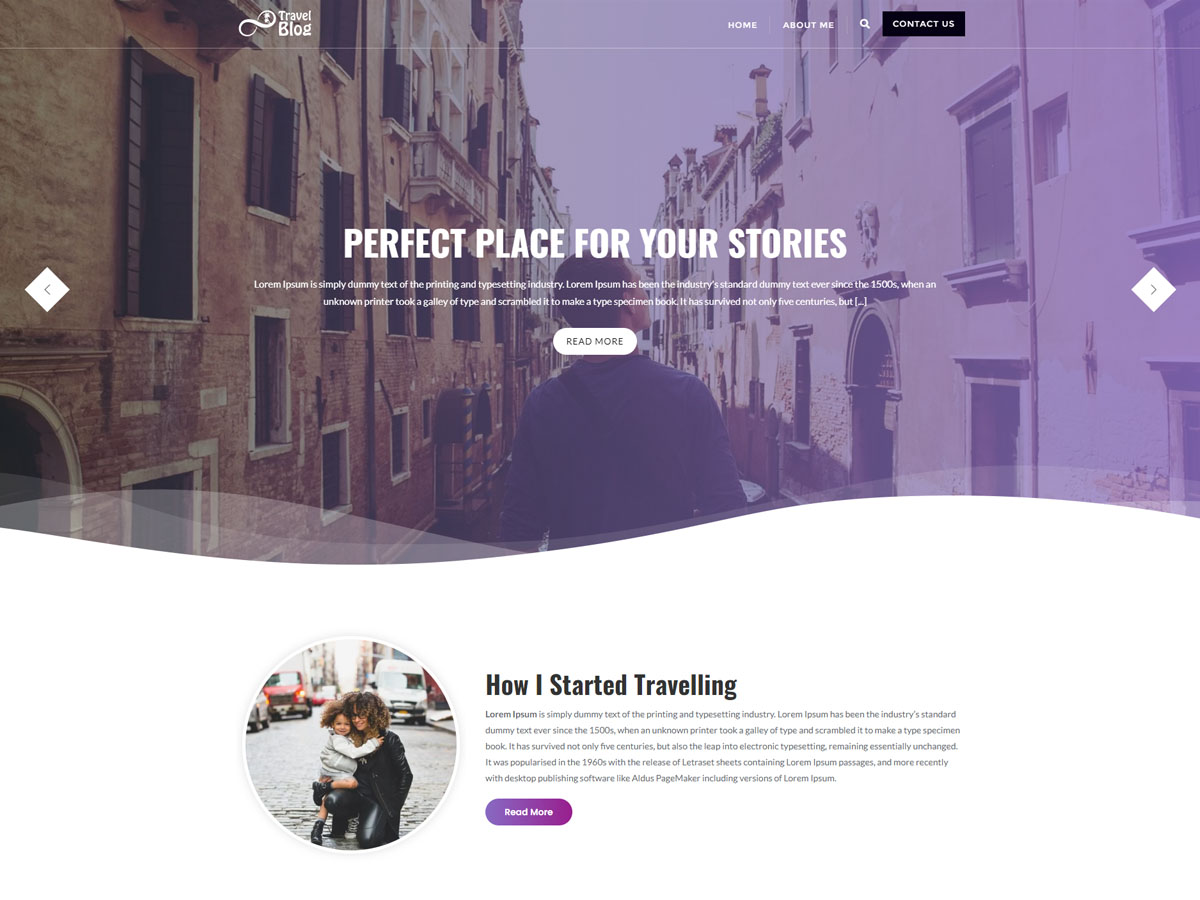 Travel
Blog
HOME
ABOUT ME
CONTACT US
PERFECT PLACE FOR YOUR STORIES
Lorem Ipsum is simply dummy text of the printing and typesetting industry. Lorem Ipsum has been the industry's standard dummy text ever since the 1500s, when an
unknown printer took a galley of type and scrambled it to make a type specimen book. It has survived not only five centuries, but [...]
READ MORE
How I Started Travelling
Lorem Ipsum is simply dummy text of the printing and typesetting industry. Lorem Ipsum has been the industry's standard
dummy text ever since the 1500s, when an unknown printer took a galley of type and scrambled it to make a type specimen
book. It has survived not only five centuries, but also the leap into electronic typesetting, remaining essentially unchanged.
It was popularised in the 1960s with the release of Letraset sheets containing Lorem Ipsum passages, and more recently
with desktop publishing software like Aldus PageMaker including versions of Lorem Ipsum.
Read More